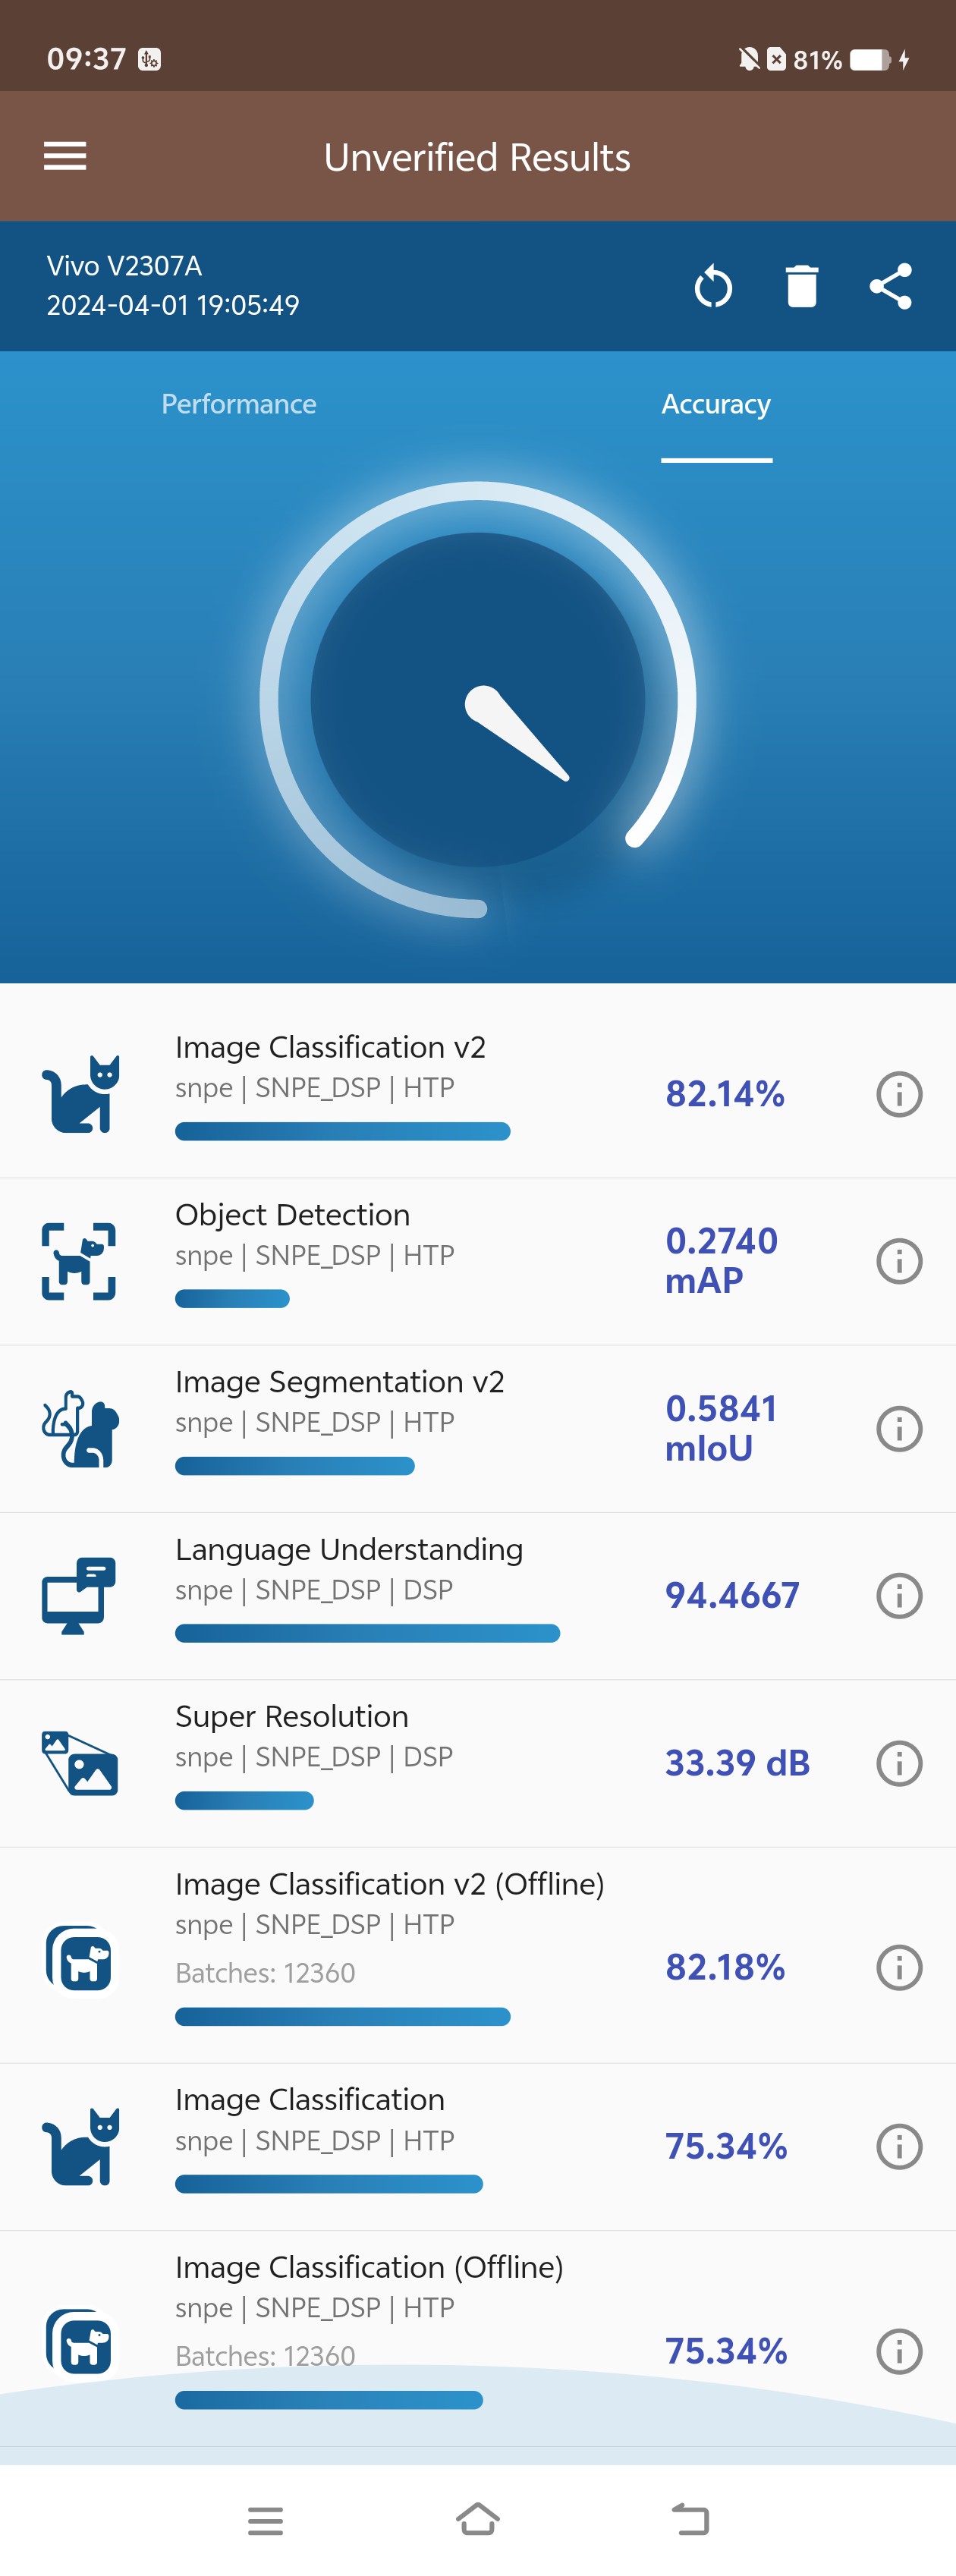 09:37
81%
Unverified Results
Vivo V2307A
2024-04-01 19:05:49
Performance
Accuracy
Image Classification v2
snpe | SNPE_DSP | HTP
82.14%
Object Detection
snpe | SNPE_DSP | HTP
0.2740
mAP
Image Segmentation v2
snpe | SNPE_DSP | HTP
0.5841
mIoU
Language Understanding
snpe | SNPE_DSP | DSP
94.4667
Super Resolution
snpe | SNPE_DSP | DSP
33.39 dB
Image Classification v2 (Offline)
snpe | SNPE_DSP | HTP
Batches: 12360
82.18%
Image Classification
snpe | SNPE_DSP | HTP
75.34%
Image Classification (Offline)
snpe | SNPE_DSP | HTP
Batches: 12360
75.34%